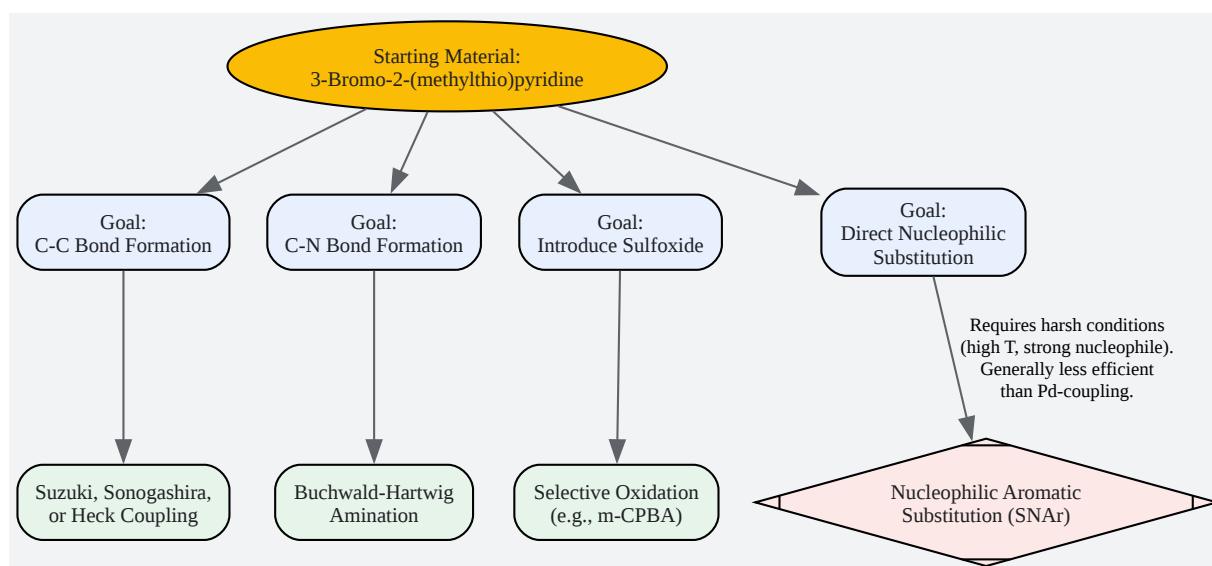 Starting Material:
3-Bromo-2-(methylthio)pyridine
Goal:
C-C Bond Formation
Goal:
C-N Bond Formation
Goal:
Introduce Sulfoxide
Goal:
Direct Nucleophilic
Substitution
Requires harsh conditions
(high T, strong nucleophile).
Generally less efficient
than Pd-coupling.
Suzuki, Sonogashira,
or Heck Coupling
Buchwald-Hartwig
Amination
Selective Oxidation
(e.g., m-CPBA)
Nucleophilic Aromatic
Substitution (SNAr)